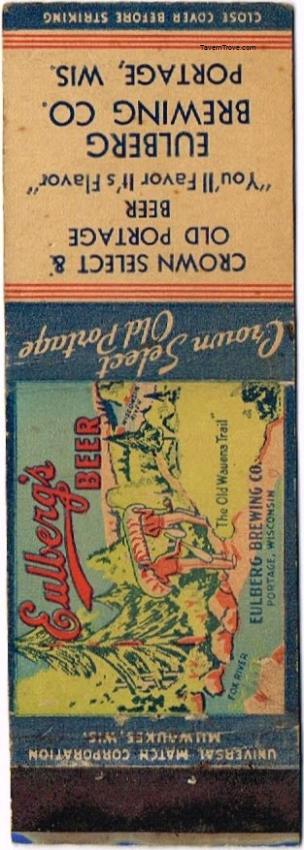 TavernTrove.com
UNIVERSAL MATCH CORPORATION
MILWAUKEE, WIS.
Eulberg's
BEER
"The Old Wauena Trail"
FOX RIVER
EULBERG BREWING CO.
PORTAGE, WISCONSIN
Crown Select
Old Portage
CROWN SELECT &
OLD PORTAGE
BEER
"You'll Favor It's Flavor"
EULBERG
BREWING CO.
PORTAGE, WIS.
CLOSE COVER BEFORE STRIKING